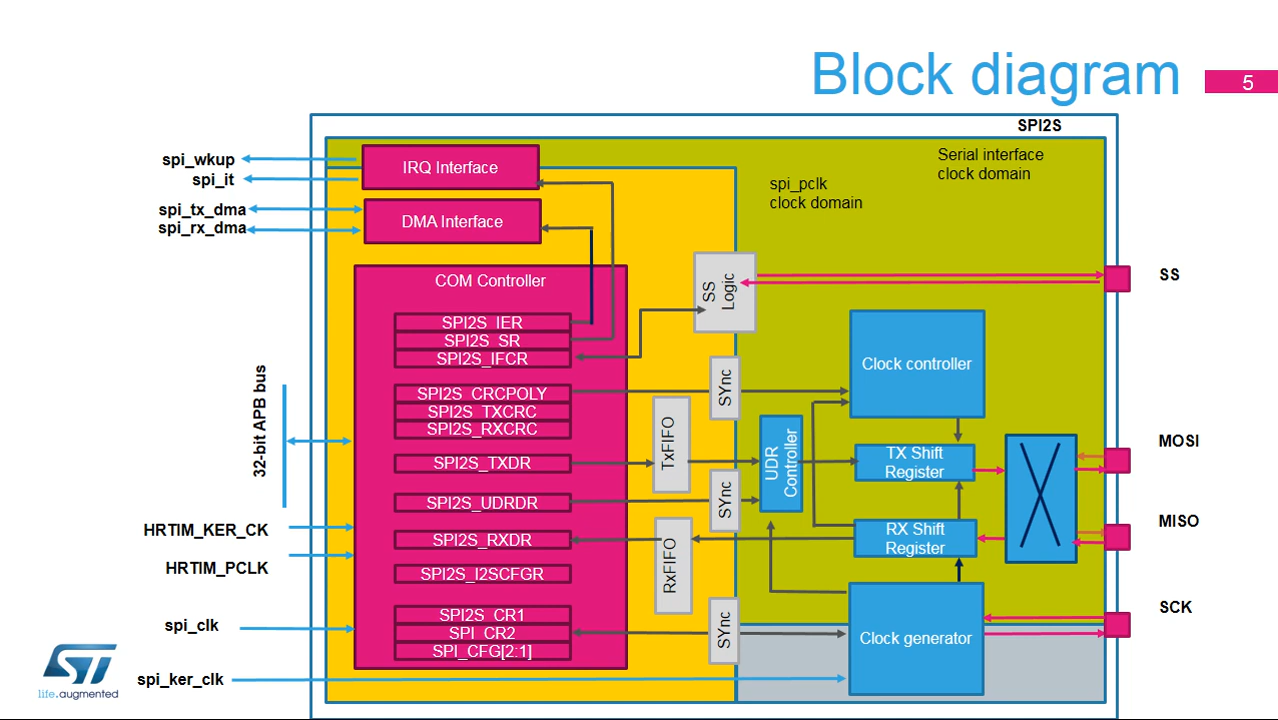 Block diagram
5
SPI2S
Serial interface
clock domain
spi_pclk
clock domain
spi_wkup
spi_it
spi_tx_dma
spi_rx_dma
IRQ Interface
DMA Interface
COM Controller
SPI2S_IER
SPI2S_SR
SPI2S_IFCR
SPI2S_CRCPOLY
SPI2S_TXCRC
SPI2S_RXCRC
SPI2S_TXDR
SPI2S_UDRDR
SPI2S_RXDR
SPI2S_I2SCFGR
SPI2S_CR1
SPI_CR2
SPI_CFG[2:1]
32-bit APB bus
HRTIM_KER_CK
HRTIM_PCLK
spi_clk
spi_ker_clk
SS
Logic
SYnc
TxFIFO
SYnc
RxFIFO
SYnc
UDR
Controller
Clock controller
TX Shift
Register
RX Shift
Register
Clock generator
SS
MOSI
MISO
SCK
ST
life.augmented